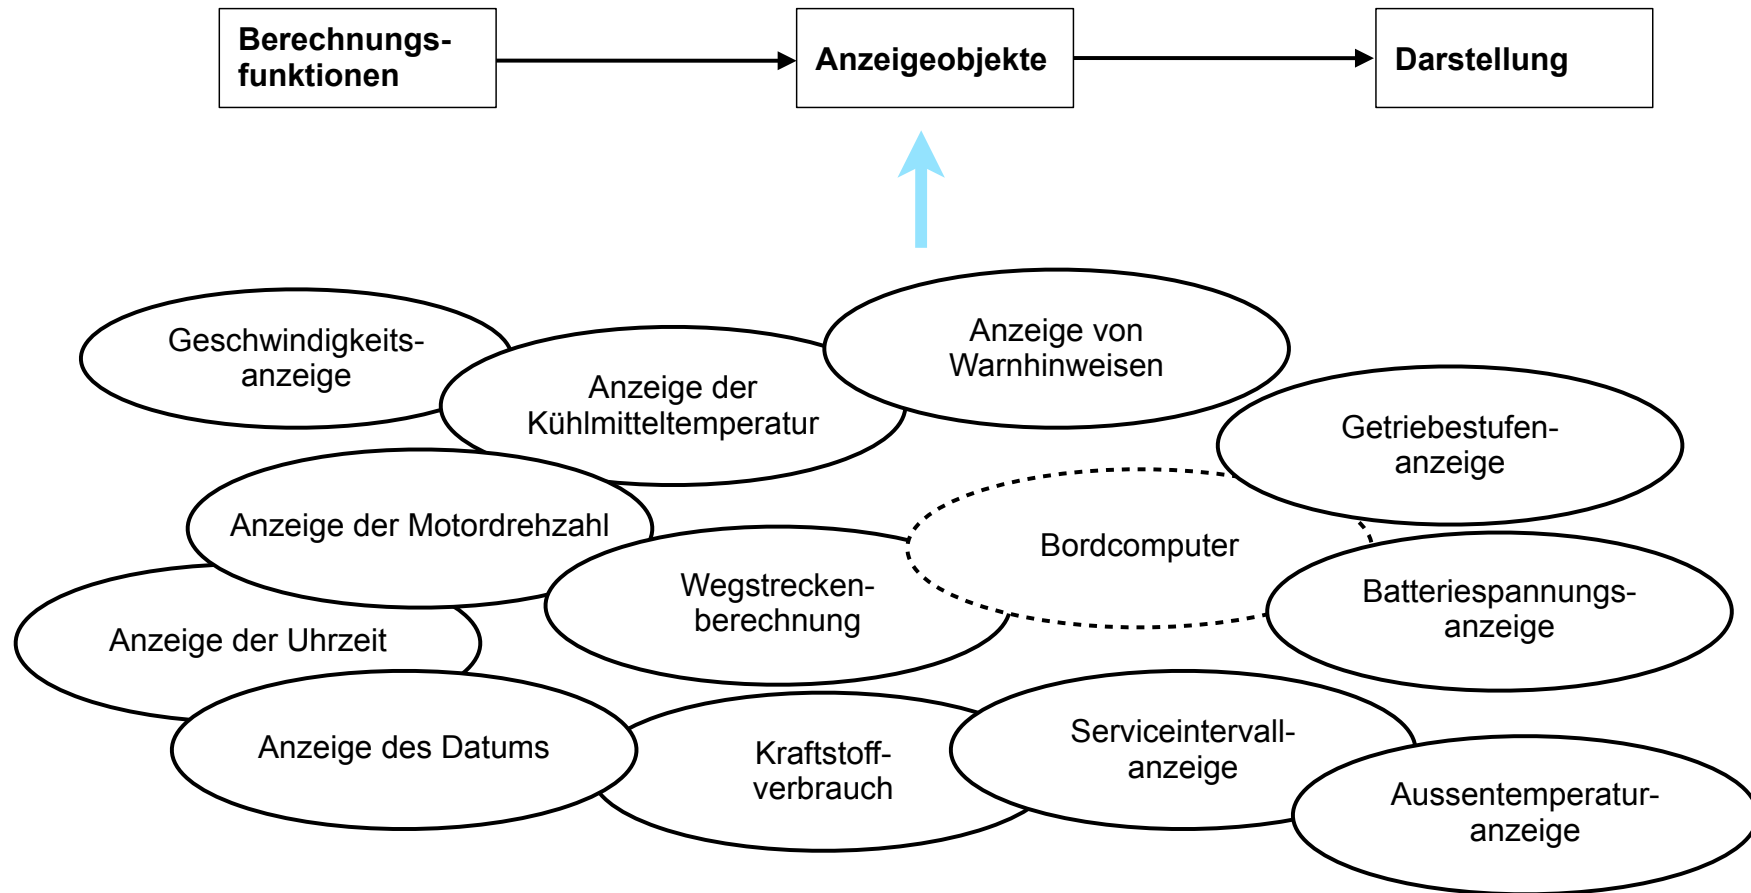 Berechnungs-
funktionen
Anzeigeobjekte
Darstellung
Geschwindigkeits-
anzeige
Anzeige der
Kühlmitteltemperatur
Anzeige von
Warnhinweisen
Getriebestufen-
anzeige
Anzeige der Motordrehzahl
Wegstrecken-
berechnung
Bordcomputer
Batteriespannungs-
anzeige
Anzeige der Uhrzeit
Anzeige des Datums
Kraftstoff-
verbrauch
Serviceintervall-
anzeige
Aussentemperatur-
anzeige